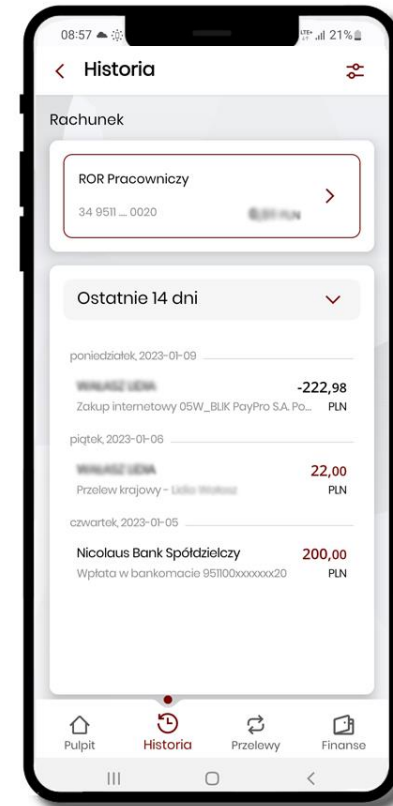 08:57
LTE+ 21%
Historia
Rachunek
ROR Pracowniczy
34 9511 ... 0020
Ostatnie 14 dni
poniedziałek, 2023-01-09
-222,98
Zakup internetowy 05W_BLIK PayPro S.A. Po... PLN
piątek, 2023-01-06
22,00
Przelew krajowy - PLN
czwartek, 2023-01-05
Nicolaus Bank Spółdzielczy 200,00
Wpłata w bankomacie 951100xxxxxxx20 PLN
Pulpit Historia Przelewy Finanse